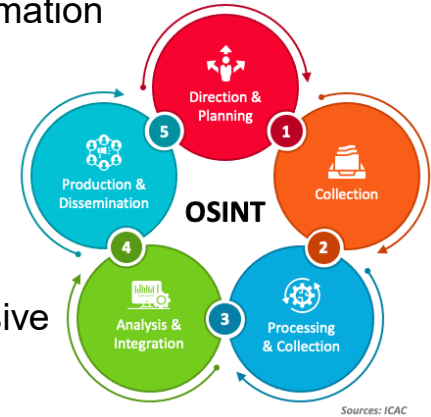 mation
Direction &
Planning
5
1
Production &
Dissemination
OSINT
Collection
4
2
sive
Analysis &
Integration
3
Processing
& Collection
Sources: ICAC